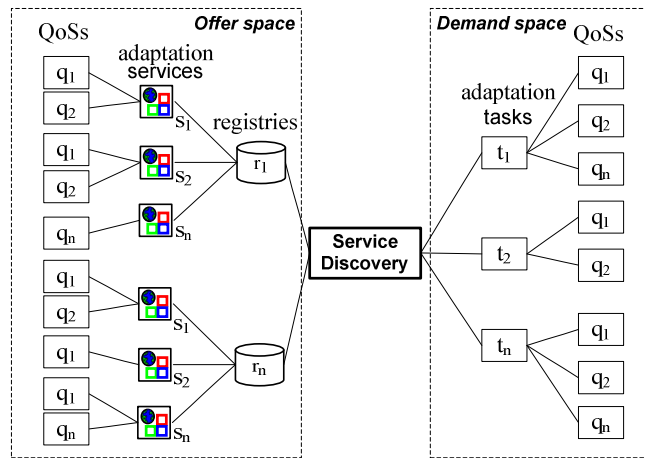 Offer space
QoSs
adaptation
services
registries
q1
q2
s1
q1
q2
s2
r1
qn
sn
q1
q2
s1
q1
s2
rn
q1
qn
sn
Service
Discovery
Demand space
QoSs
adaptation
tasks
q1
q2
qn
t1
q1
q2
t2
q1
q2
qn
tn